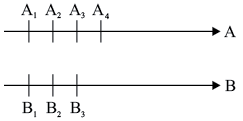 A₁ A₂ A₃ A₄
A
B
B₁ B₂ B₃